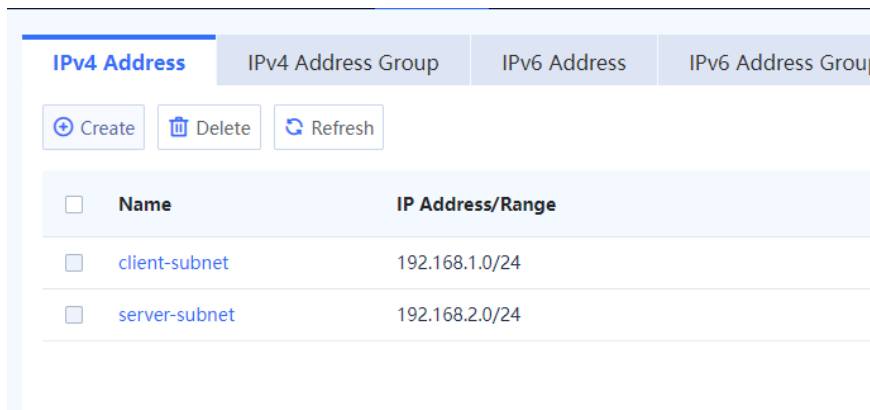 IPv4 Address IPv4 Address Group IPv6 Address IPv6 Address Grou
Create Delete Refresh
Name IP Address/Range
client-subnet 192.168.1.0/24
server-subnet 192.168.2.0/24